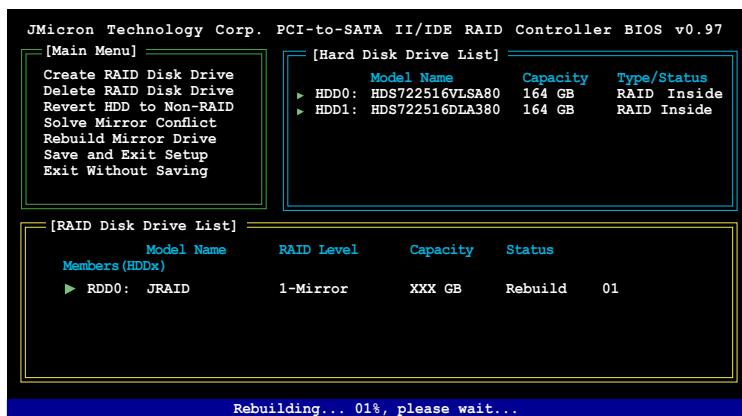 JMicron Technology Corp. PCI-to-SATA II/IDE RAID Controller BIOS v0.97
[Main Menu]
Create RAID Disk Drive
Delete RAID Disk Drive
Revert HDD to Non-RAID
Solve Mirror Conflict
Rebuild Mirror Drive
Save and Exit Setup
Exit Without Saving
[Hard Disk Drive List]
Model Name Capacity Type/Status
HDD0: HDS722516VLSA80 164 GB RAID Inside
HDD1: HDS722516DLA380 164 GB RAID Inside
[RAID Disk Drive List]
Model Name RAID Level Capacity Status
Members(HDDx)
RDD0: JRAID 1-Mirror XXX GB Rebuild 01
Rebuilding... 01%, please wait...